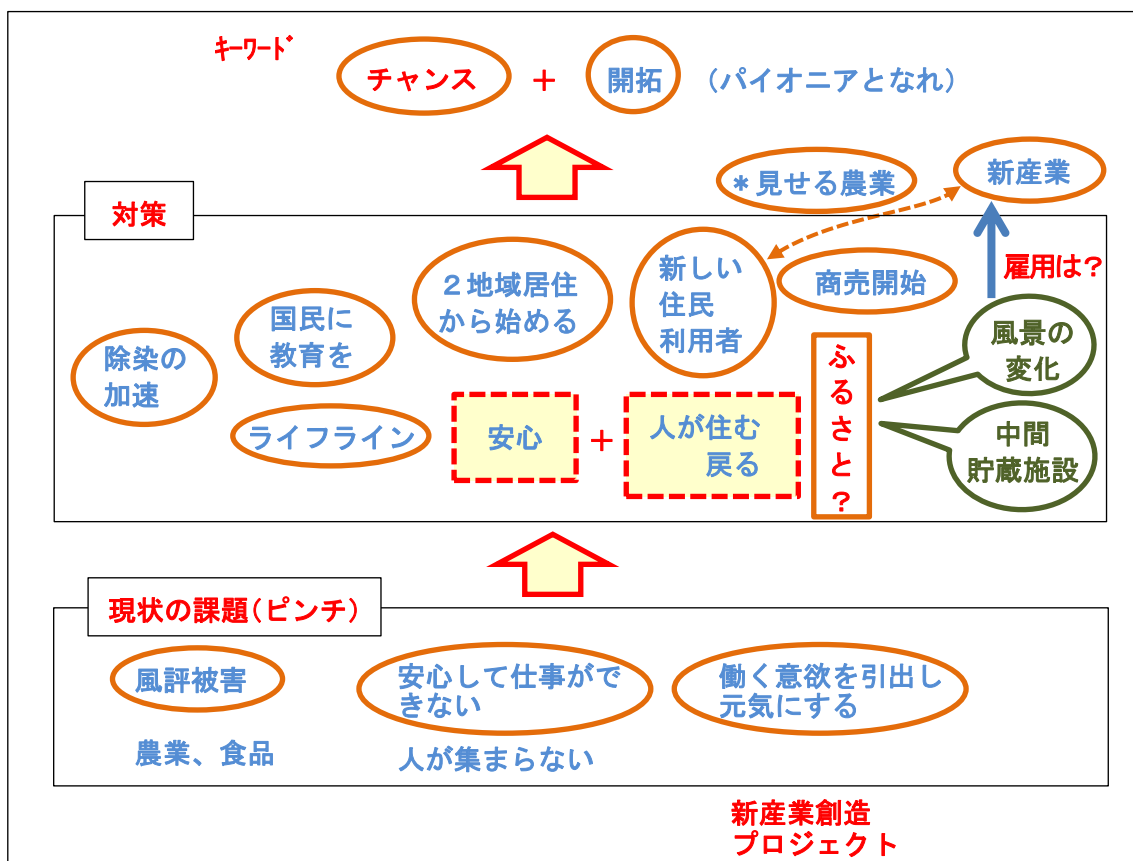 キーワード
チャンス + 開拓 (パイオニアとなれ)
*見せる農業
新産業
対策
雇用は?
2地域居住
から始める
新しい
住民
利用者
商売開始
国民に
教育を
除染の
加速
風景の
変化
ライフライン
安心 + 人が住む
戻る
ふるさと?
中間
貯蔵施設
現状の課題(ピンチ)
風評被害
安心して仕事がで
きない
働く意欲を引出し
元気にする
農業、食品
人が集まらない
新産業創造
プロジェクト